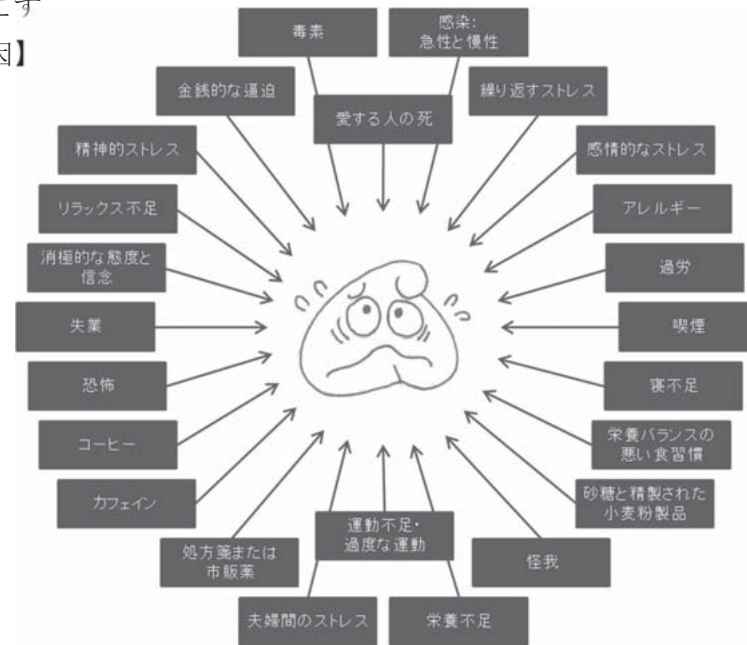 こす
因】
毒素
感染:
急性と慢性
金銭的な逼迫
愛する人の死
繰り返すストレス
精神的ストレス
感情的なストレス
リラックス不足
アレルギー
消極的な態度と
信念
過労
失業
喫煙
恐怖
寝不足
コーヒー
栄養バランスの
悪い食習慣
カフェイン
砂糖と精製された
小麦粉製品
処方箋または
市販薬
運動不足・
過度な運動
怪我
夫婦間のストレス
栄養不足